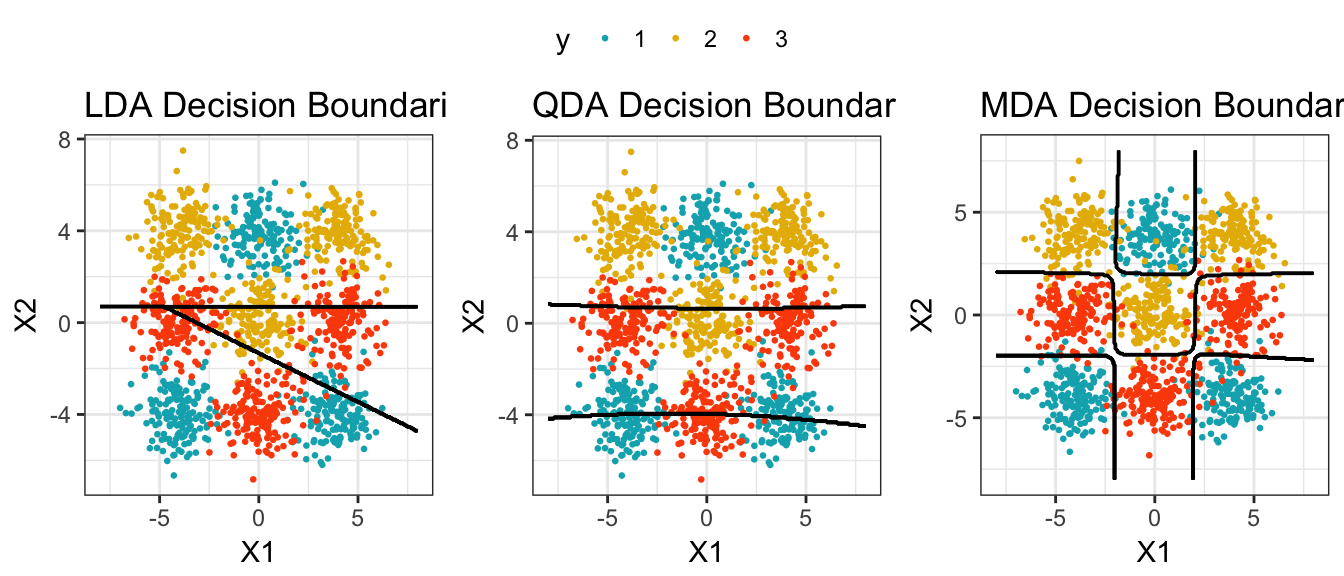 y 1 2 3
LDA Decision Boundari
8
4
0
-4
X2
-5 0 5
X1
QDA Decision Boundar
8
4
0
-4
X2
-5 0 5
X1
MDA Decision Boundar
5
0
-5
X2
-5 0 5
X1